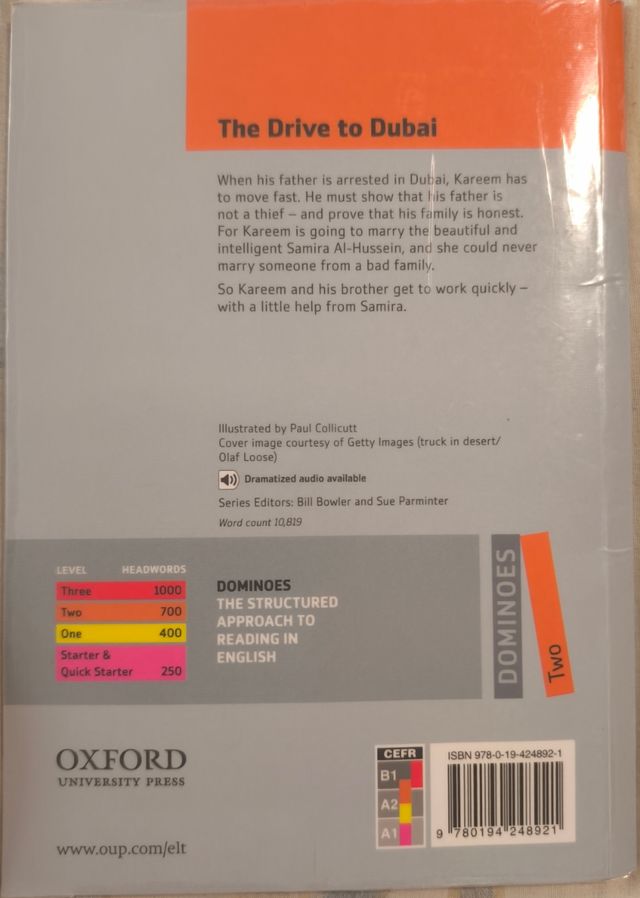 The Drive to Dubai
When his father is arrested in Dubai, Kareem has
to move fast. He must show that his father is
not a thief – and prove that his family is honest.
For Kareem is going to marry the beautiful and
intelligent Samira Al-Hussein, and she could never
marry someone from a bad family.
So Kareem and his brother get to work quickly –
with a little help from Samira.
Illustrated by Paul Collicutt
Cover image courtesy of Getty Images (truck in desert/
Olaf Loose)
Dramatized audio available
Series Editors: Bill Bowler and Sue Parminter
Word count 10,819
LEVEL HEADWORDS
Three 1000
Two 700
One 400
Starter &
Quick Starter 250
DOMINOES
THE STRUCTURED
APPROACH TO
READING IN
ENGLISH
DOMINOES
Two
OXFORD
UNIVERSITY PRESS
www.oup.com/elt
CEFR
B1
A2
A1
ISBN 978-0-19-424892-1
9 780194 248921